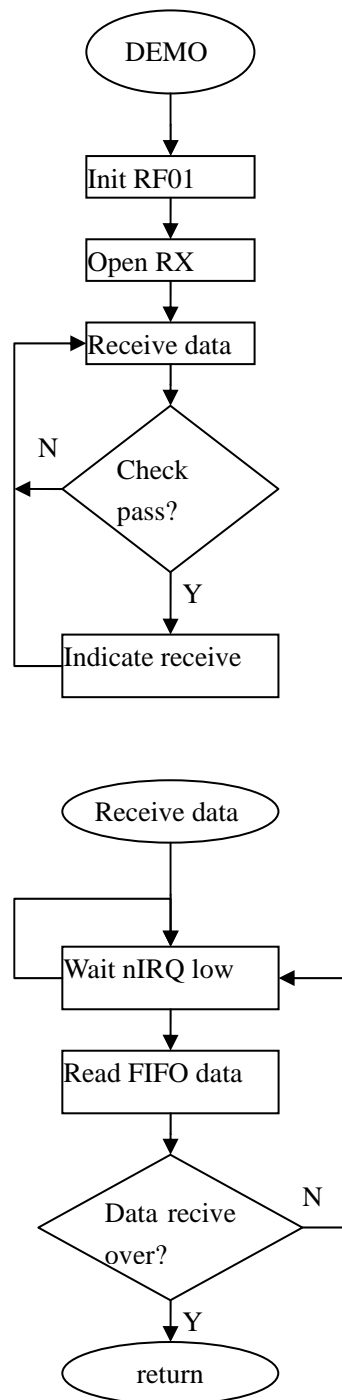 DEMO
Init RF01
Open RX
Receive data
N
Check
pass?
Y
Indicate receive
Receive data
Wait nIRQ low
Read FIFO data
Data recive
over?
N
Y
return